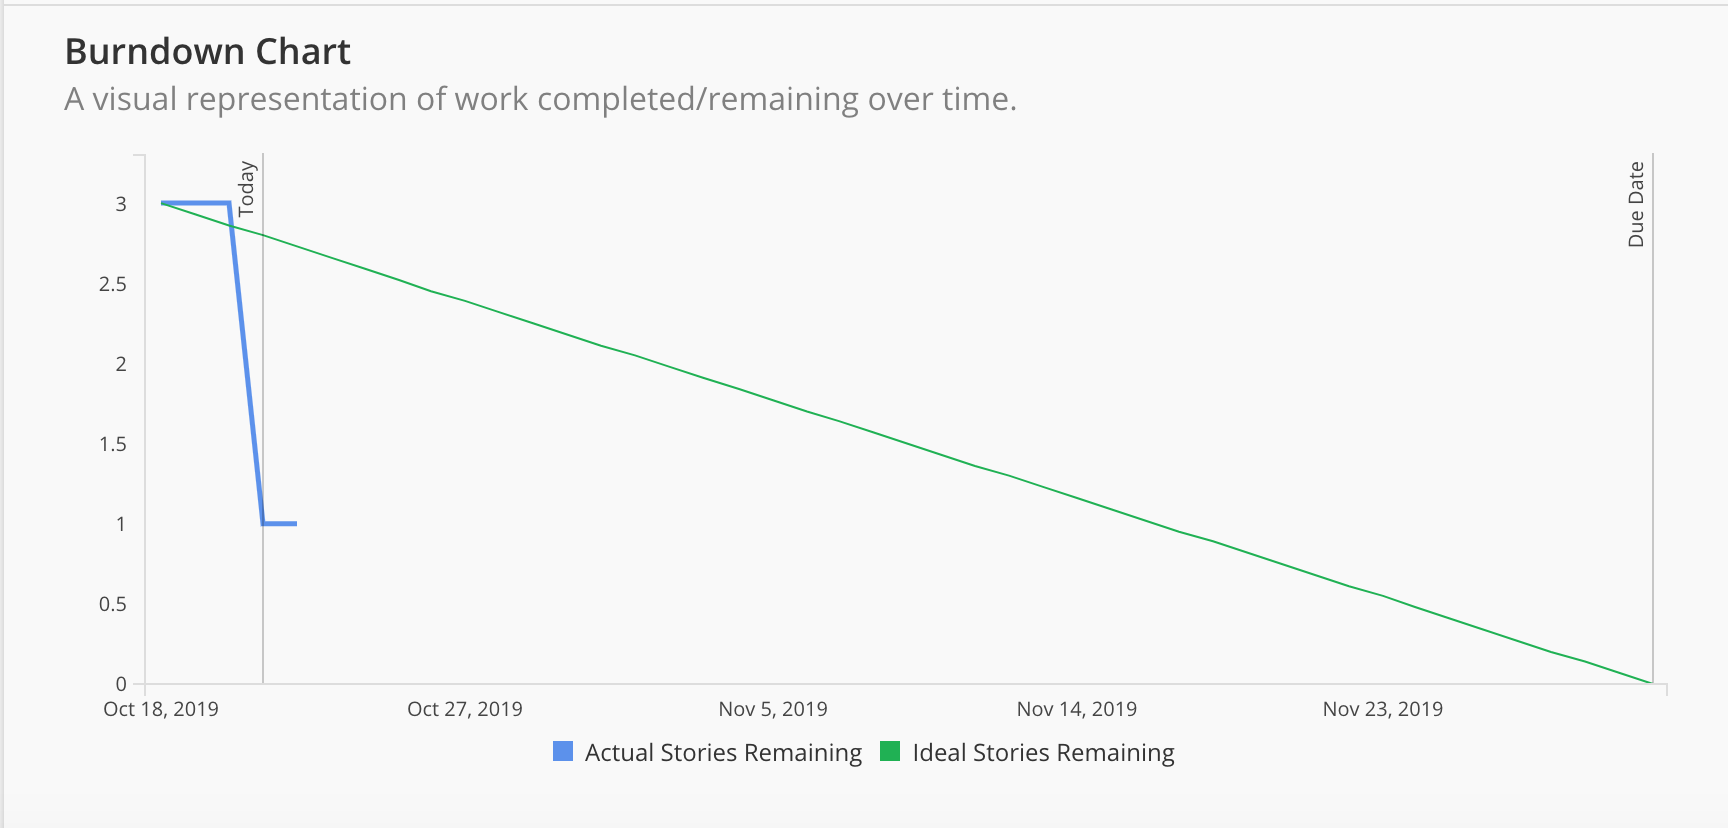 Burndown Chart
A visual representation of work completed/remaining over time.
Today
Due Date
3
2.5
2
1.5
1
0.5
0
Oct 18, 2019
Oct 27, 2019
Nov 5, 2019
Nov 14, 2019
Nov 23, 2019
Actual Stories Remaining
Ideal Stories Remaining